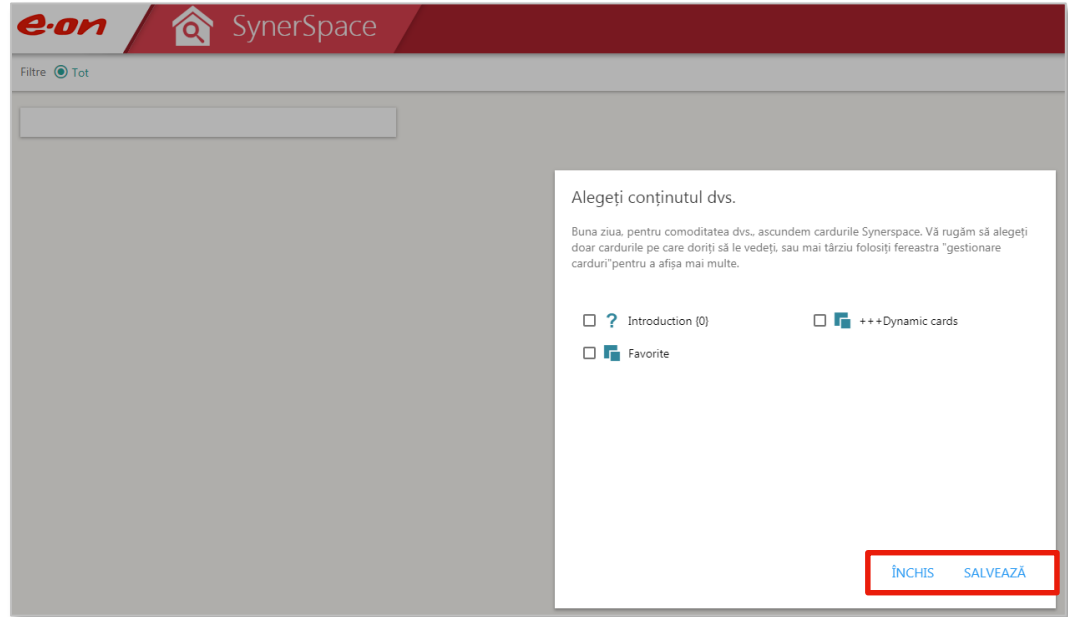 e·on SynerSpace
Filtre Tot
Alegeți conținutul dvs.
Buna ziua, pentru comoditatea dvs., ascundem cardurile Synerspace. Vă rugăm să alegeți
doar cardurile pe care doriți să le vedeți, sau mai târziu folosiți fereastra "gestionare
carduri"pentru a afișa mai multe.
? Introduction (0) +++Dynamic cards
Favorite
ÎNCHIS SALVEAZĂ